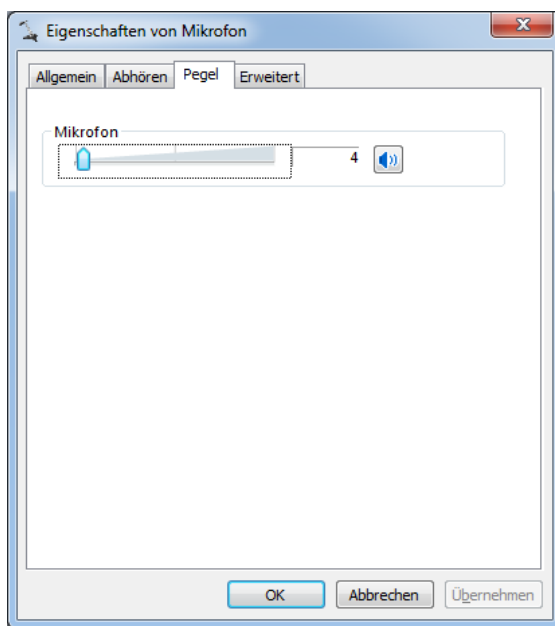 Eigenschaften von Mikrofon
Allgemein Abhören Pegel Erweitert
Mikrofon
4
OK Abbrechen Übernehmen